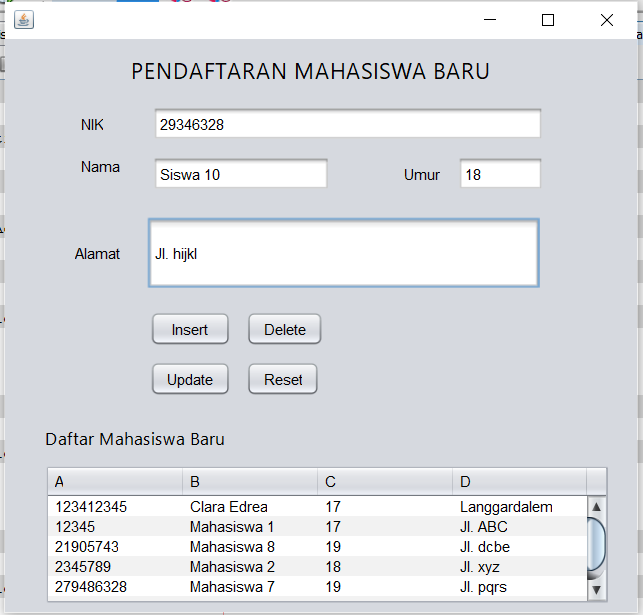 PENDAFTARAN MAHASISWA BARU
NIK 29346328
Nama Siswa 10 Umur 18
Alamat Jl. hijkl
Insert Delete
Update Reset
Daftar Mahasiswa Baru
A B C D
123412345 Clara Edrea 17 Langgardalem
12345 Mahasiswa 1 17 Jl. ABC
21905743 Mahasiswa 8 19 Jl. dcbe
2345789 Mahasiswa 2 18 Jl. xyz
279486328 Mahasiswa 7 19 Jl. pqrs